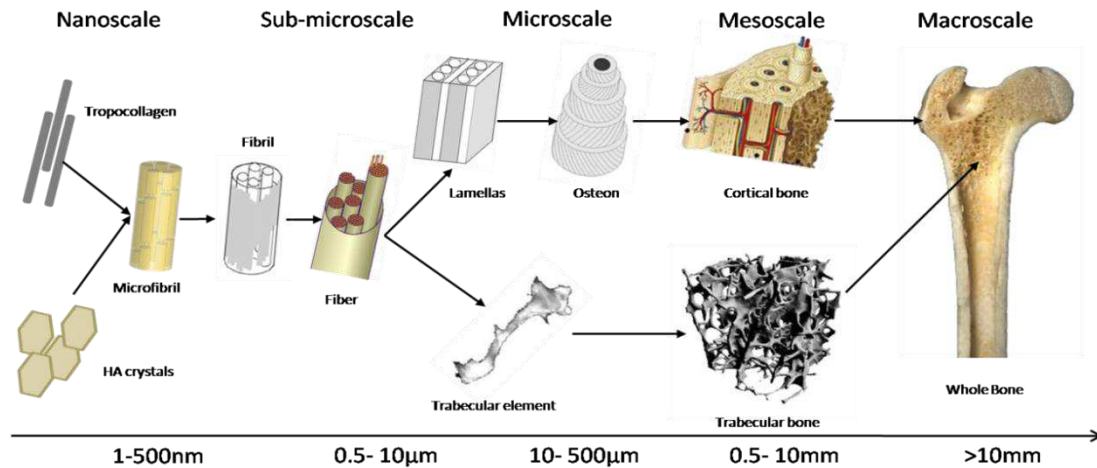 Nanoscale
Sub-microscale
Microscale
Mesoscale
Macroscale
Tropocollagen
Fibril
Lamellas
Osteon
Cortical bone
Microfibril
Fiber
HA crystals
Trabecular element
Trabecular bone
Whole Bone
1-500nm
0.5- 10µm
10- 500µm
0.5- 10mm
>10mm